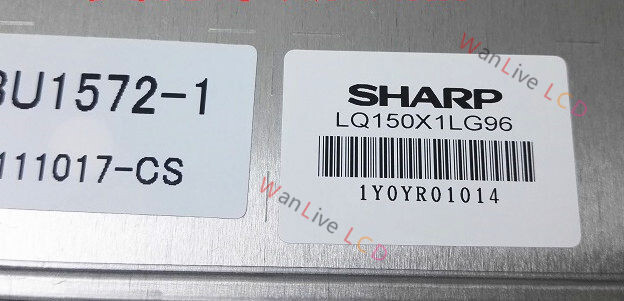 BU1572-1
111017-CS
SHARP
LQ150X1LG96
1Y0YR01014
WanLive LCD
WanLive LCD